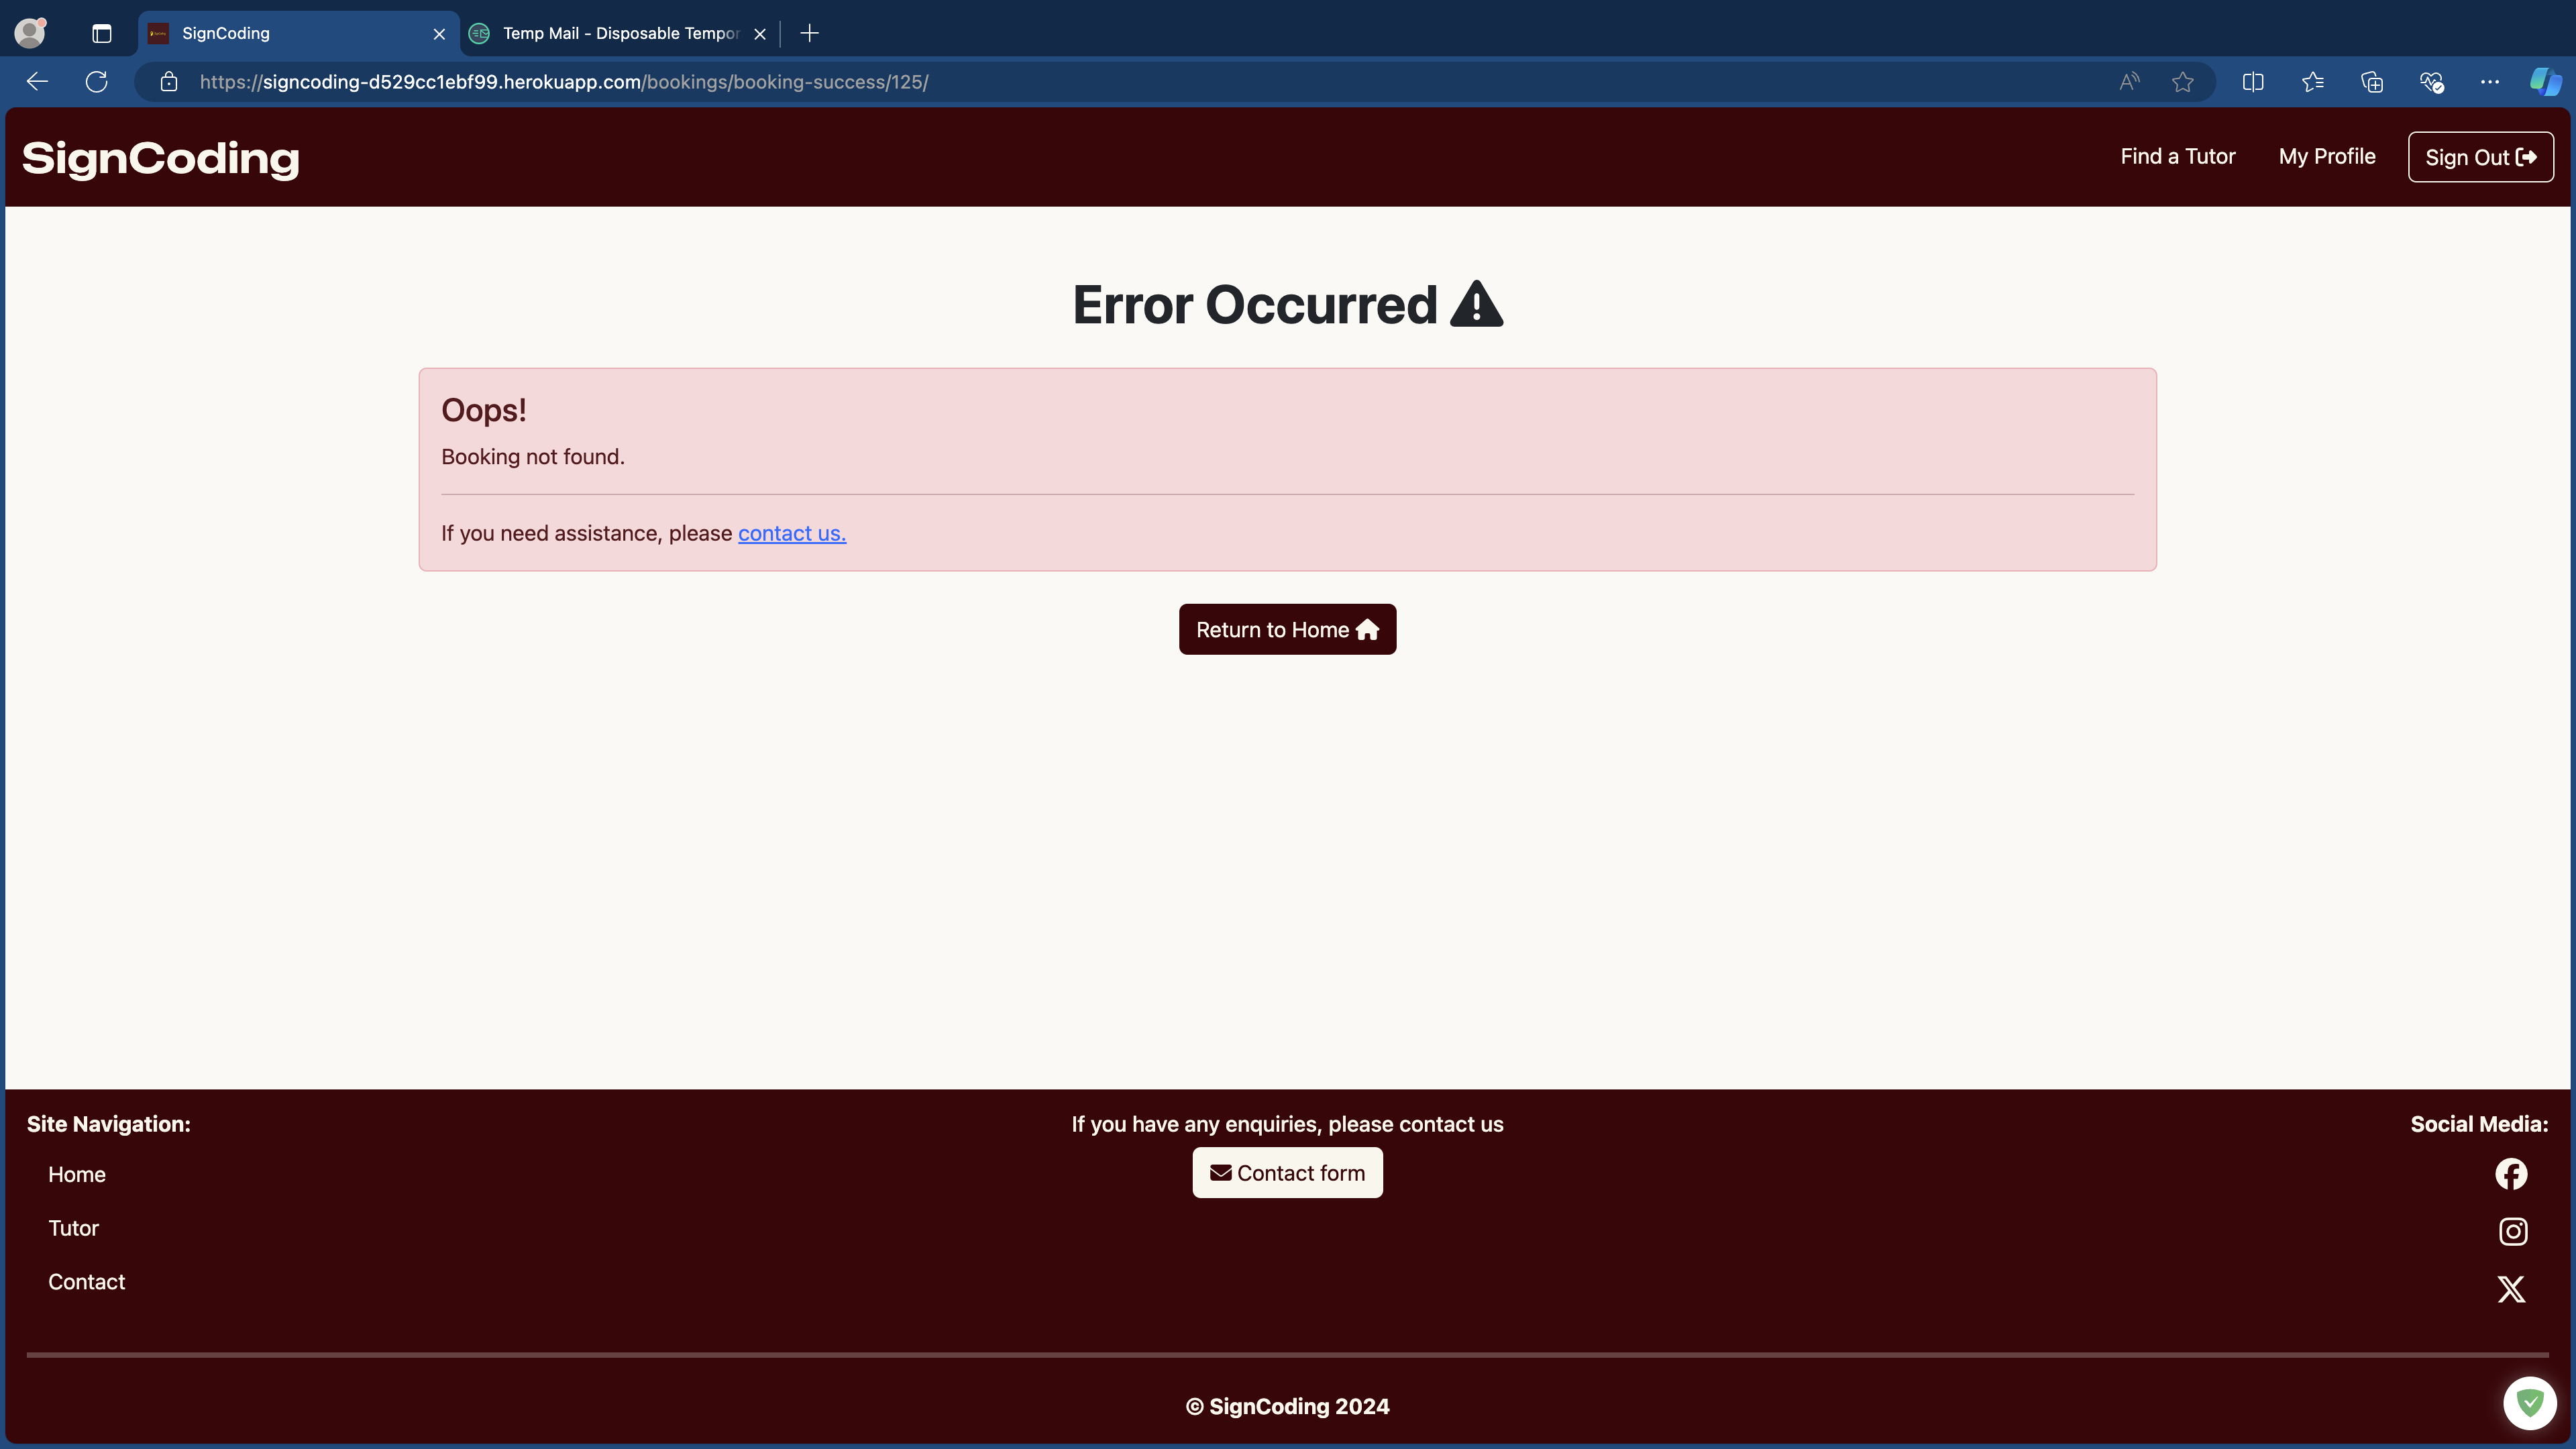 SignCoding
Temp Mail - Disposable Tempor
https://signcoding-d529cc1ebf99.herokuapp.com/bookings/booking-success/125/
SignCoding
Find a Tutor
My Profile
Sign Out
Error Occurred
Oops!
Booking not found.
If you need assistance, please contact us.
Return to Home
Site Navigation:
Home
Tutor
Contact
If you have any enquiries, please contact us
Contact form
Social Media:
© SignCoding 2024